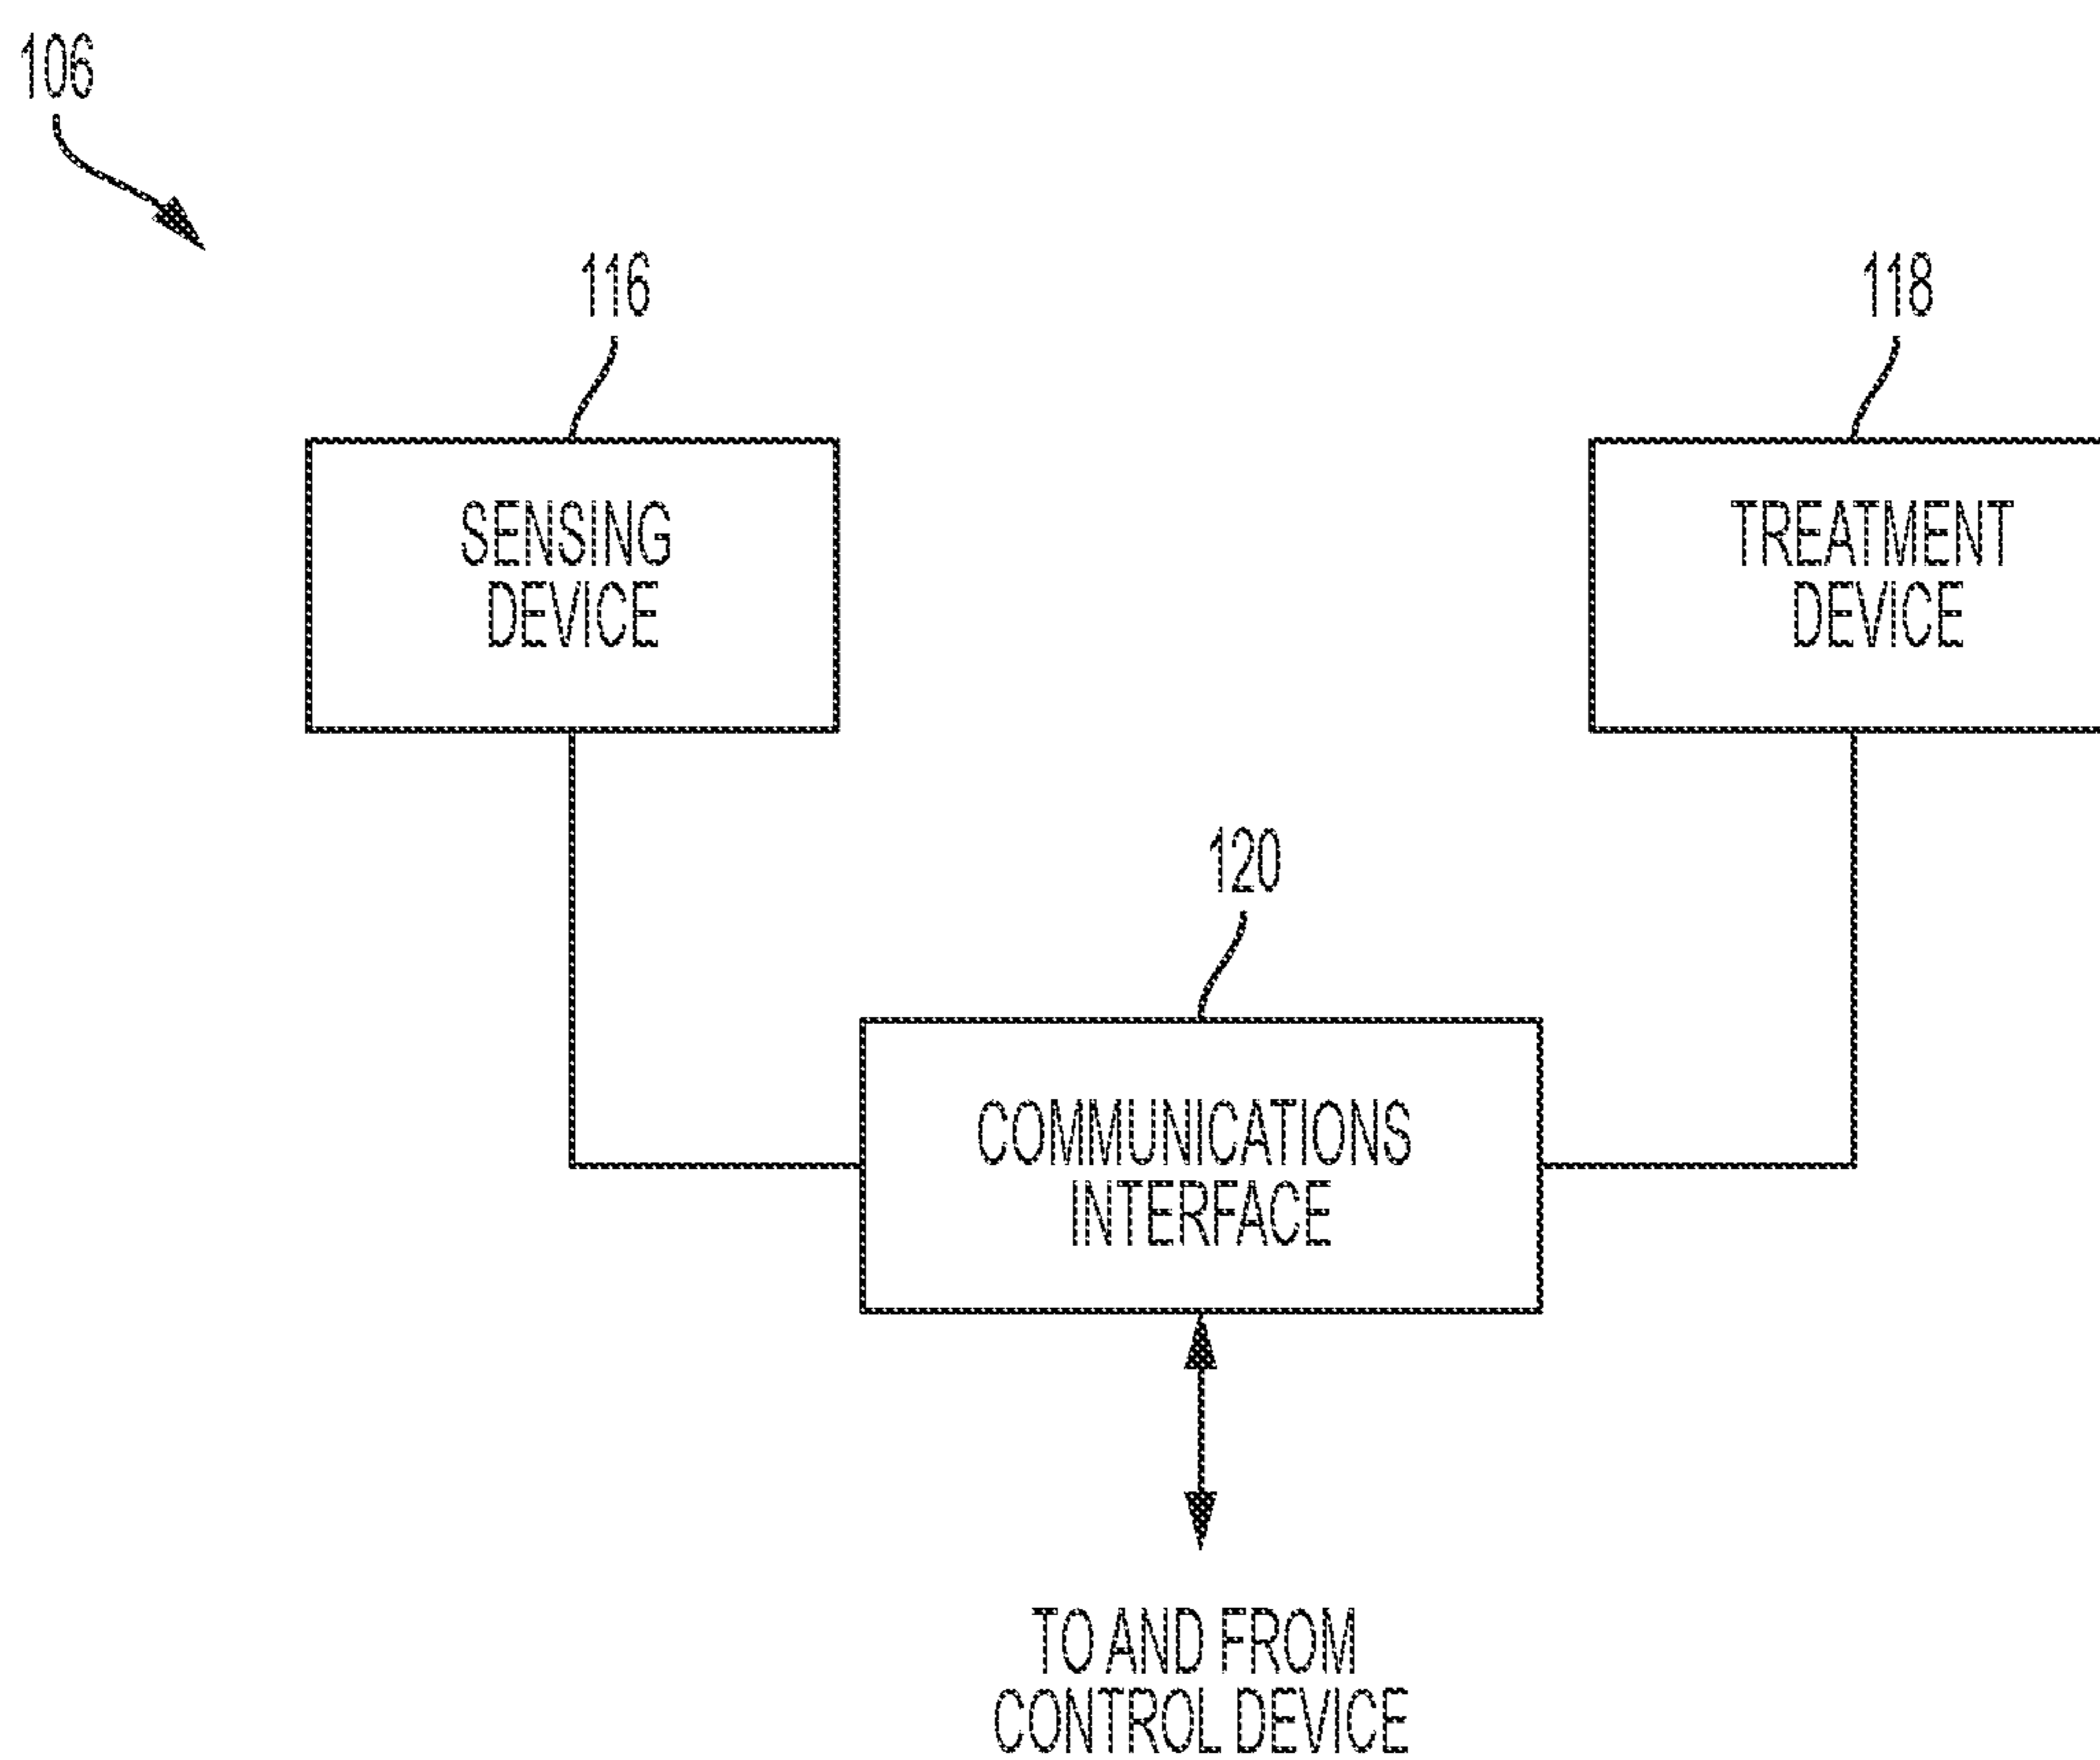 106
116
118
SENSING
DEVICE
TREATMENT
DEVICE
120
COMMUNICATIONS
INTERFACE
TO AND FROM
CONTROL DEVICE